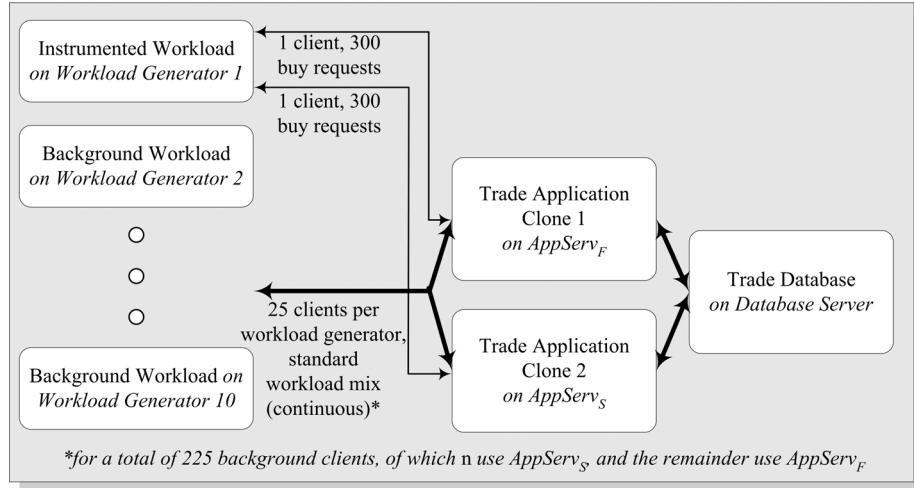 Instrumented Workload
on Workload Generator 1
1 client, 300
buy requests
1 client, 300
buy requests
Background Workload
on Workload Generator 2
Trade Application
Clone 1
on AppServF
Trade Database
on Database Server
25 clients per
workload generator,
standard
workload mix
(continuous)*
Trade Application
Clone 2
on AppServS
Background Workload on
Workload Generator 10
*for a total of 225 background clients, of which n use AppServS, and the remainder use AppServF